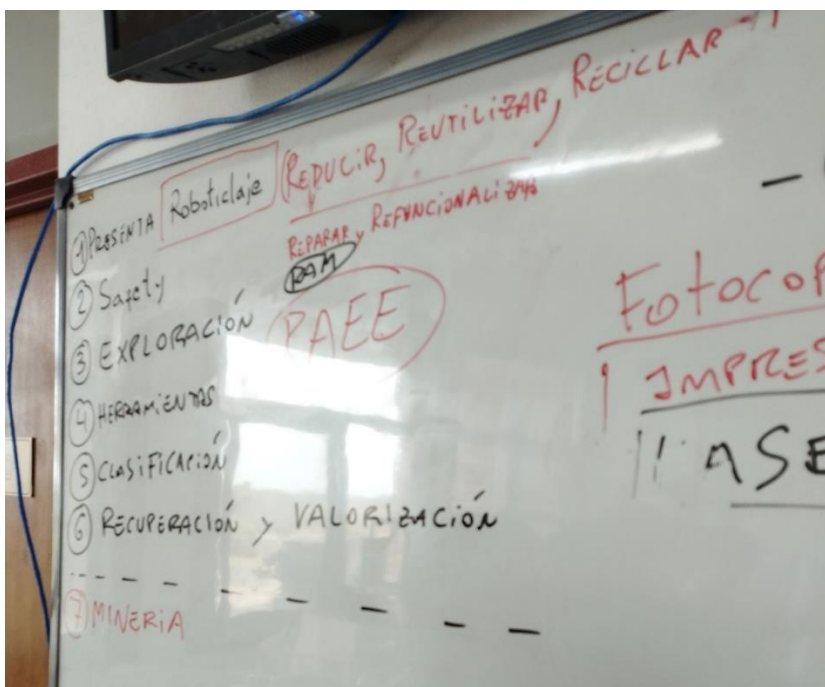 ① PRESENTA Roboticlaje (REDUCIR, REUTILIZAR, RECICLAR
REPARAR y REFUNCIONALIZAR
RAM
② Safety
③ EXPLORACIÓN
④ HERRAMIENTAS
⑤ CLASIFICACIÓN
⑥ RECUPERACIÓN y VALORIZACIÓN
⑦ MINERIA
FotocoP
IMPRES